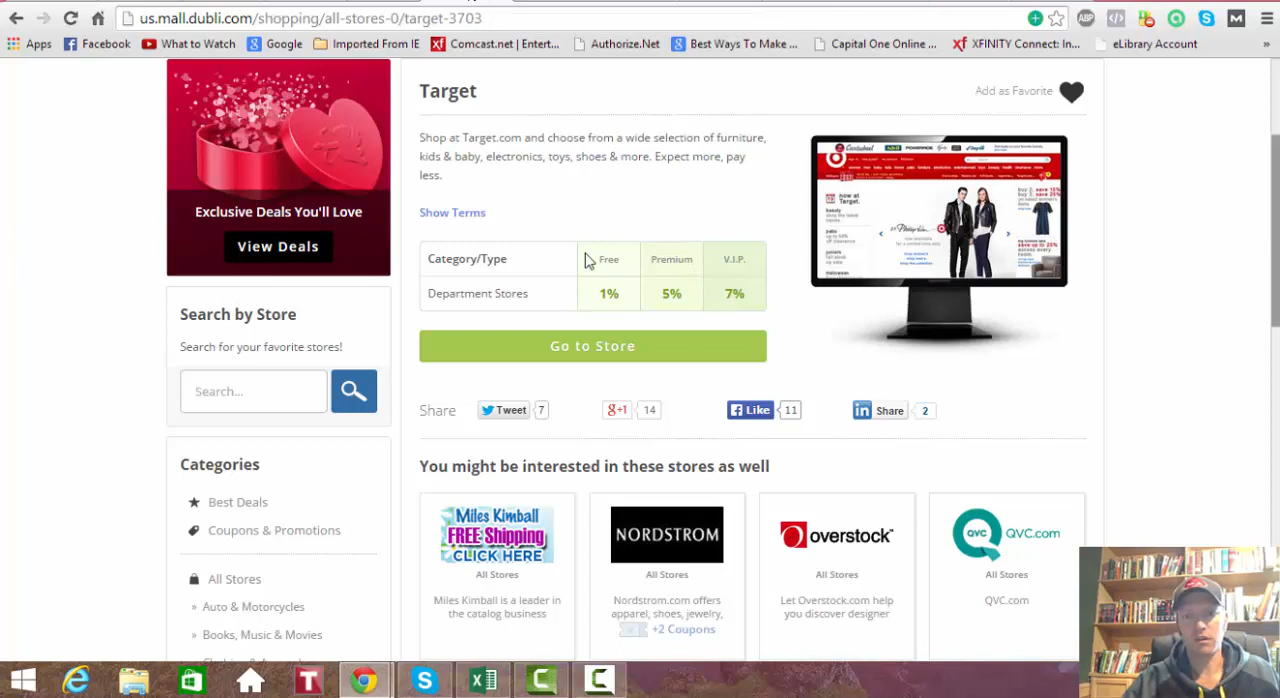 us.mall.dubli.com/shopping/all-stores-0/target-3703
ABP
Apps
Facebook
What to Watch
Google
Imported From IE
Comcast.net | Entert...
Authorize.Net
Best Ways To Make ...
Capital One Online ...
XFINITY Connect: In...
eLibrary Account
»
Exclusive Deals You'll Love
View Deals
Search by Store
Search for your favorite stores!
Search...
Categories
Best Deals
Coupons & Promotions
All Stores
» Auto & Motorcycles
» Books, Music & Movies
Target
Add as Favorite
Shop at Target.com and choose from a wide selection of furniture,
kids & baby, electronics, toys, shoes & more. Expect more, pay
less.
Show Terms
Category/Type Free Premium V.I.P.
Department Stores 1% 5% 7%
Go to Store
Share Tweet 7 g+1 14 Like 11 in Share 2
You might be interested in these stores as well
Miles Kimball
FREE Shipping
CLICK HERE
All Stores
Miles Kimball is a leader in
the catalog business
NORDSTROM
All Stores
Nordstrom.com offers
apparel, shoes, jewelry,
+2 Coupons
overstock™
All Stores
Let Overstock.com help
you discover designer
QVC QVC.com
All Stores
QVC.com